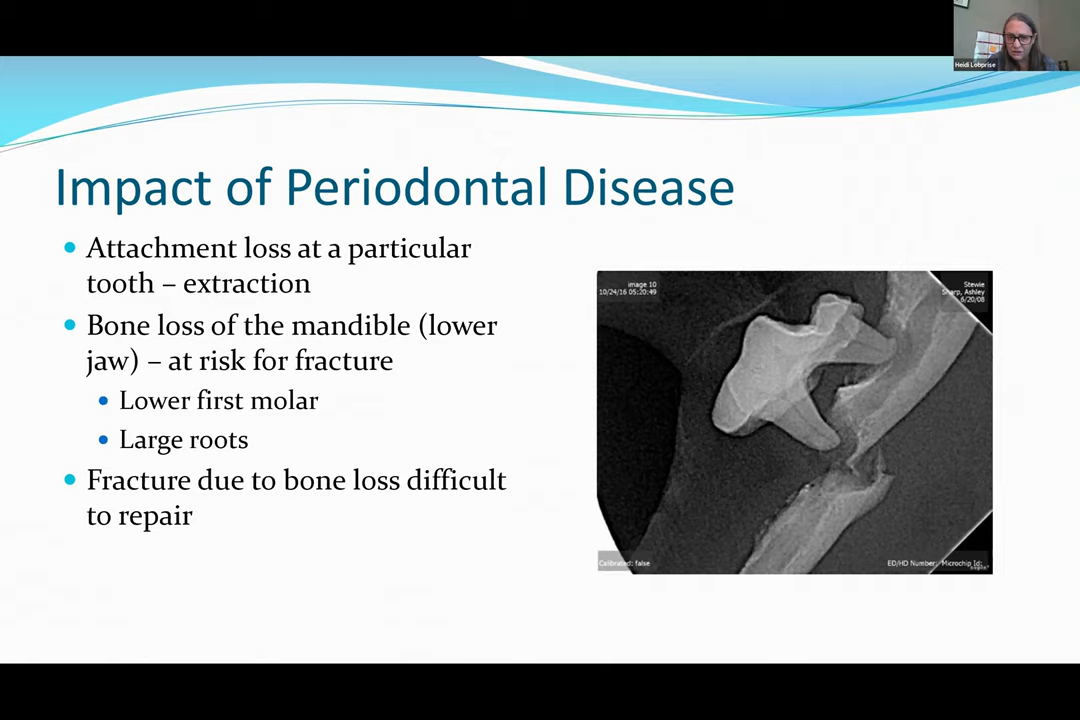 Heidi Lobprise
Impact of Periodontal Disease
Attachment loss at a particular
tooth – extraction
Bone loss of the mandible (lower
jaw) – at risk for fracture
Lower first molar
Large roots
Fracture due to bone loss difficult
to repair
image 10
10/24/16 05:20:49
Stewie
Sharp, Ashley
6/20/08
Calibrated: false
ED/HD Number: Microchip Id: